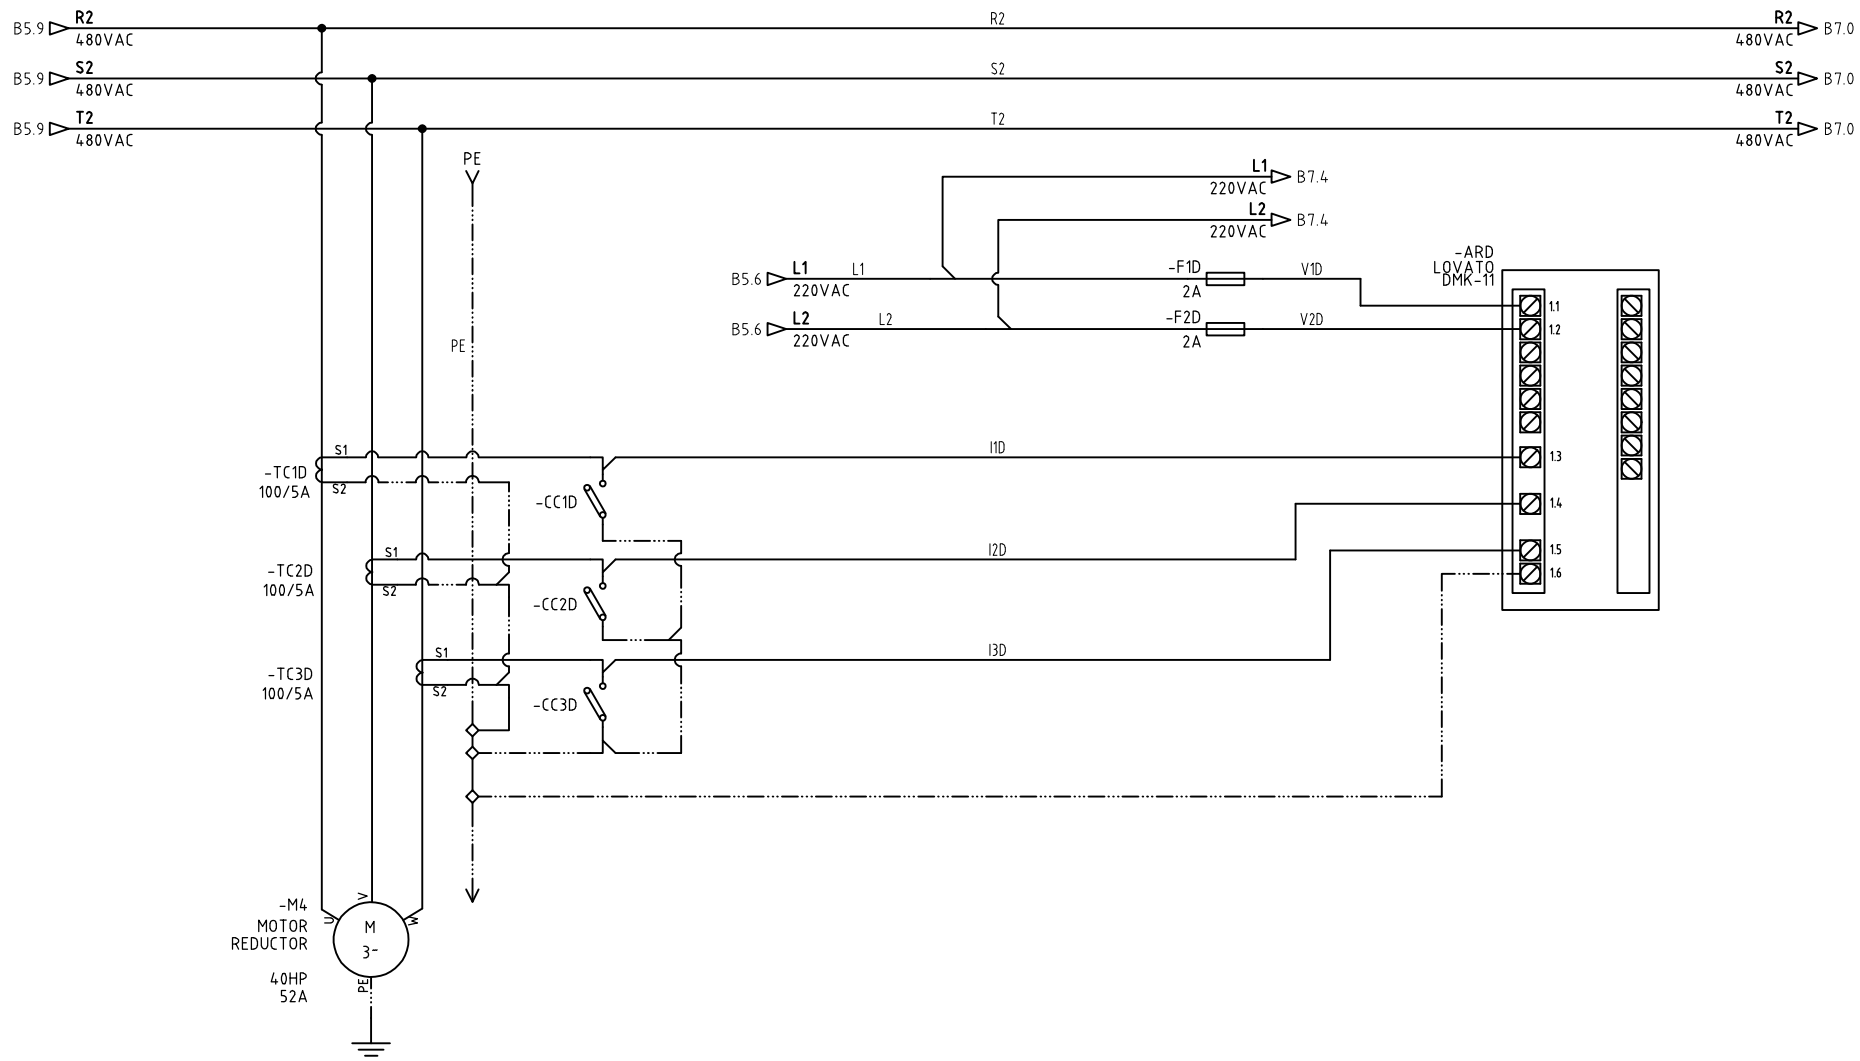 B5.9 R2 480VAC R2 R2 480VAC B7.0
B5.9 S2 480VAC S2 S2 480VAC B7.0
B5.9 T2 480VAC T2 T2 480VAC B7.0
PE
L1 220VAC B7.4
L2 220VAC B7.4
-ARD
LOVATO
DMK-11
B5.6 L1 220VAC L1 -F1D 2A V1D
1.1
B5.6 L2 220VAC L2 -F2D 2A V2D
1.2
PE
S1
I1D
1.3
-TC1D
100/5A
S2
-CC1D
1.4
S1
I2D
1.5
-TC2D
100/5A
S2
1.6
-CC2D
S1
I3D
-TC3D
100/5A
S2
-CC3D
-M4
MOTOR
REDUCTOR
40HP
52A
U
V
W
M
3~
PE